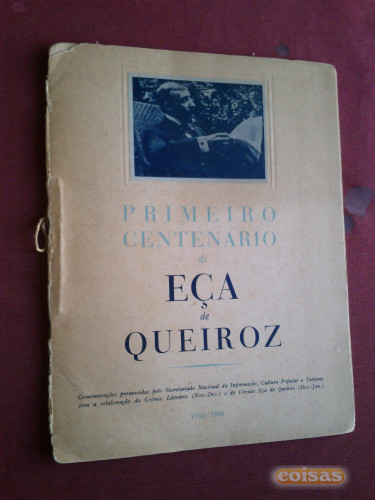 PRIMEIRO
CENTENÁRIO
de
EÇA
de
QUEIROZ
Comemorações promovidas pelo Secretariado Nacional da Informação, Cultura Popular e Turismo
com a colaboração do Grémio Literário (Nov.-Dez.) e do Círculo Eça de Queiroz (Dez.-Jan.)
1945/1946
coisas